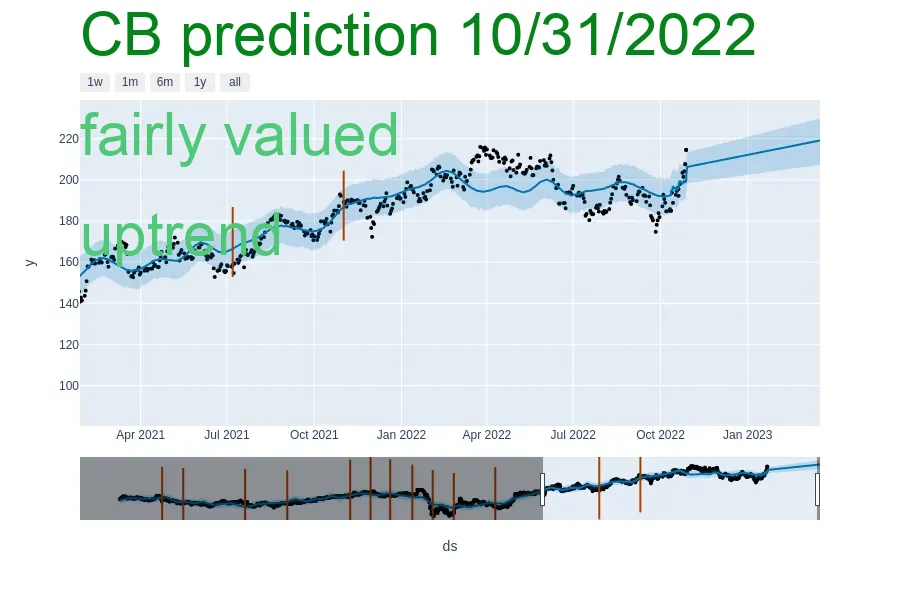 CB prediction 10/31/2022
1w 1m 6m 1y all
fairly valued
uptrend
y
220
200
180
160
140
120
100
Apr 2021 Jul 2021 Oct 2021 Jan 2022 Apr 2022 Jul 2022 Oct 2022 Jan 2023
ds